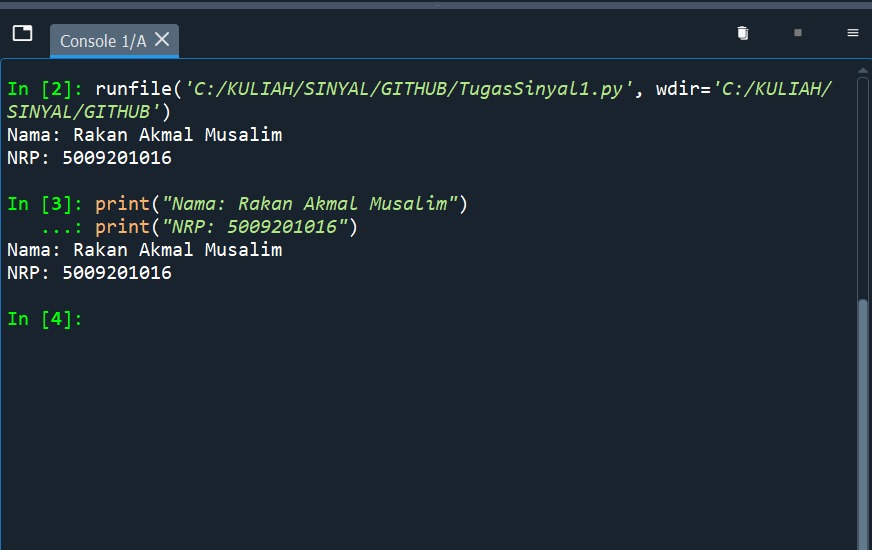 Console 1/A
In [2]: runfile('C:/KULIAH/SINYAL/GITHUB/TugasSinyal1.py', wdir='C:/KULIAH/
SINYAL/GITHUB')
Nama: Rakan Akmal Musalim
NRP: 5009201016
In [3]: print("Nama: Rakan Akmal Musalim")
...: print("NRP: 5009201016")
Nama: Rakan Akmal Musalim
NRP: 5009201016
In [4]: